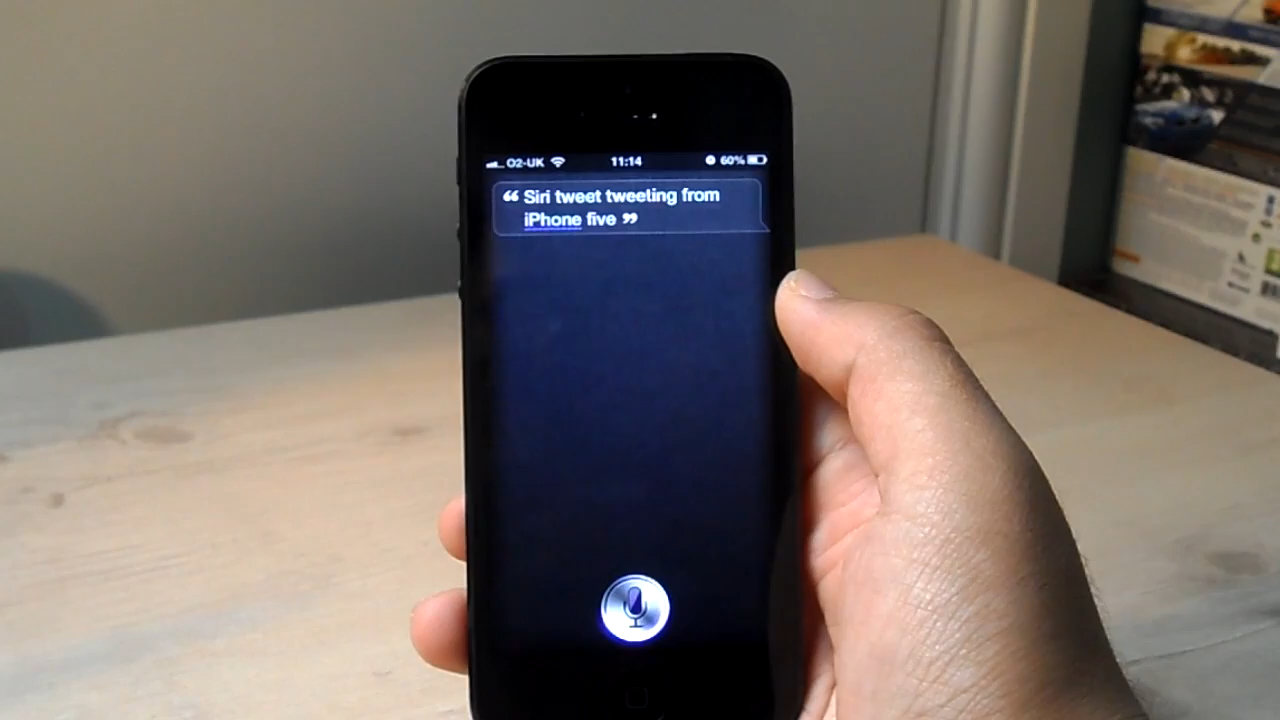 O2-UK 11:14 60%
“ Siri tweet tweeting from
iPhone five ”